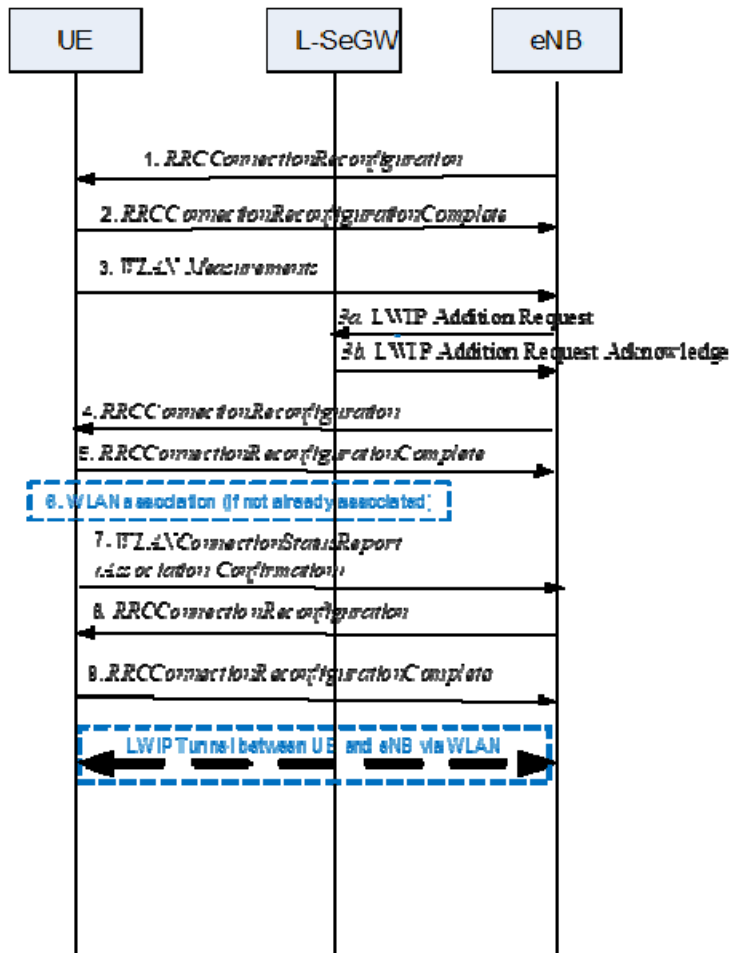 UE
L-SeGW
eNB
1. RRCConnectionReconfiguration
2. RRCConnectionReconfigurationComplete
3. WLAN Measurements
3a. LWIP Addition Request
3b. LWIP Addition Request Acknowledge
4. RRCConnectionReconfiguration
5. RRCConnectionReconfigurationComplete
6. WLAN association (if not already associated)
7. WLANConnectionStatusReport
(Association Confirmation)
8. RRCConnectionReconfiguration
9. RRCConnectionReconfigurationComplete
LWIP Tunnel between UE and eNB via WLAN